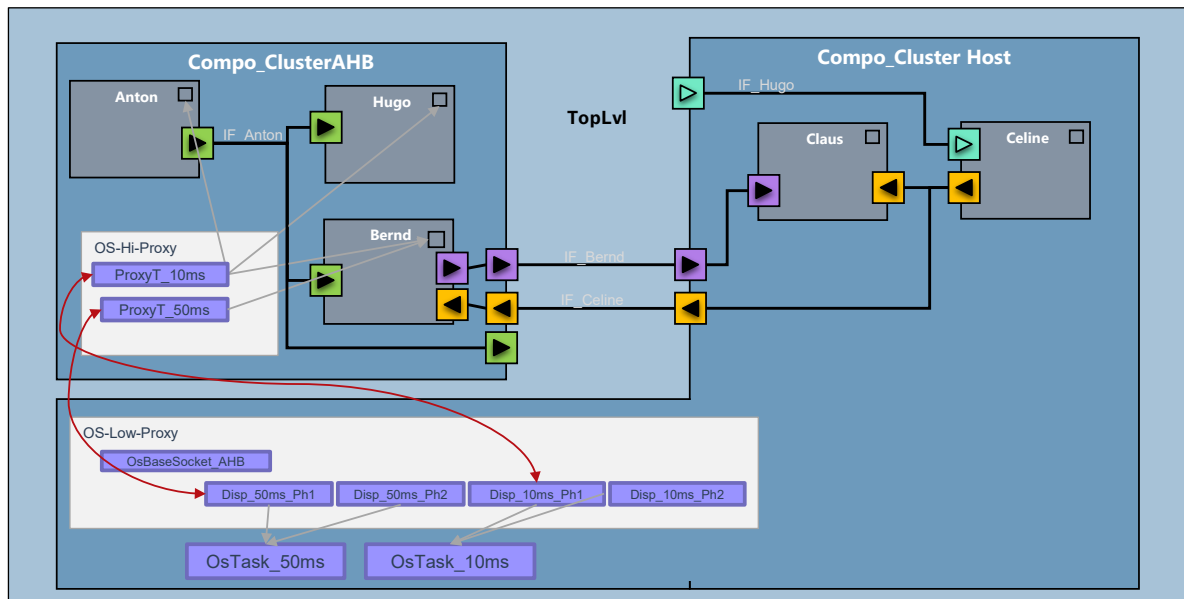 Compo_ClusterAHB
Compo_Cluster Host
Anton
Hugo
IF_Hugo
TopLvl
IF_Anton
Claus
Celine
Bernd
OS-Hi-Proxy
ProxyT_10ms
IF_Bernd
ProxyT_50ms
IF_Celine
OS-Low-Proxy
OsBaseSocket_AHB
Disp_50ms_Ph1
Disp_50ms_Ph2
Disp_10ms_Ph1
Disp_10ms_Ph2
OsTask_50ms
OsTask_10ms